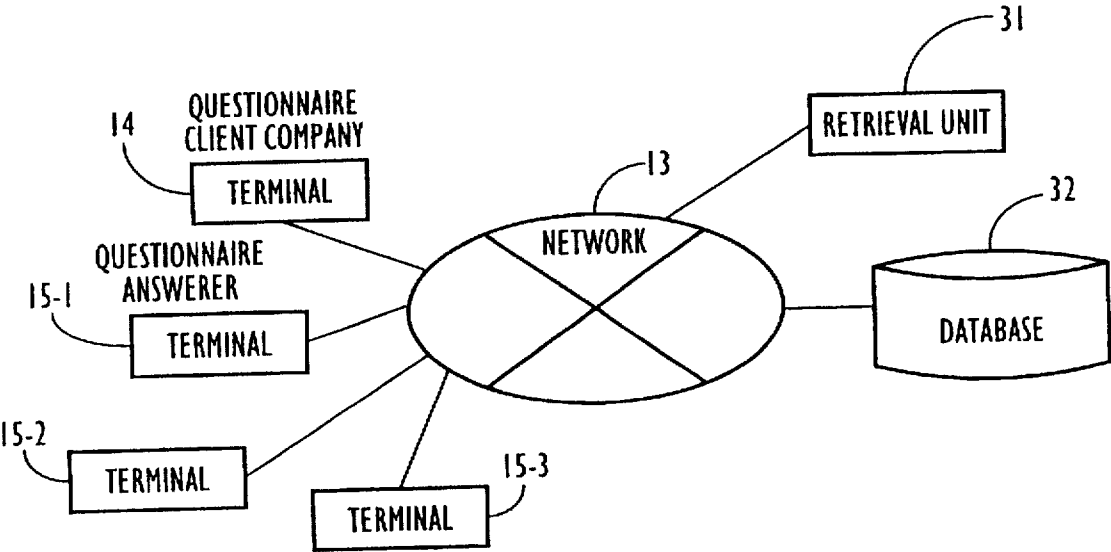 31
QUESTIONNAIRE
CLIENT COMPANY
14
RETRIEVAL UNIT
TERMINAL
13
32
NETWORK
QUESTIONNAIRE
ANSWERER
15-1
TERMINAL
DATABASE
15-2
TERMINAL
15-3
TERMINAL